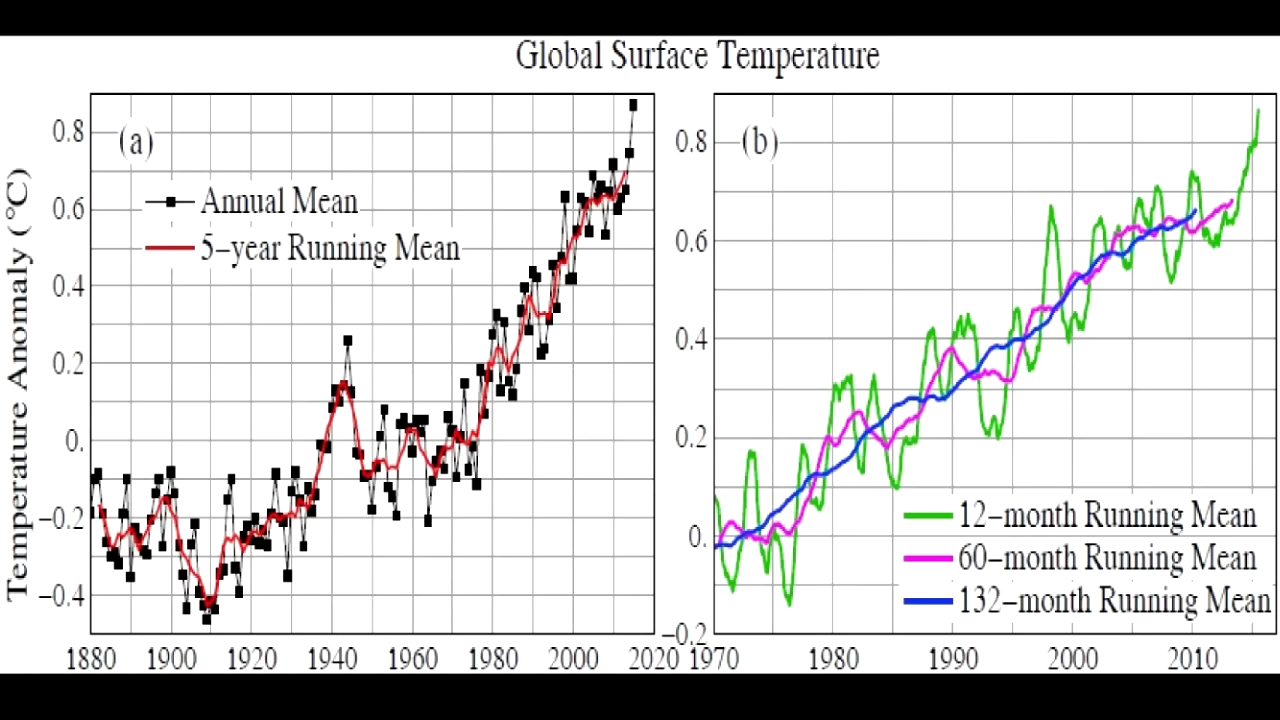 Global Surface Temperature
Temperature Anomaly (°C)
(a)
Annual Mean
5−year Running Mean
0.8
0.6
0.4
0.2
0.
−0.2
−0.4
1880 1900 1920 1940 1960 1980 2000 2020
(b)
12−month Running Mean
60−month Running Mean
132−month Running Mean
0.8
0.6
0.4
0.2
0.
−0.2
1970 1980 1990 2000 2010